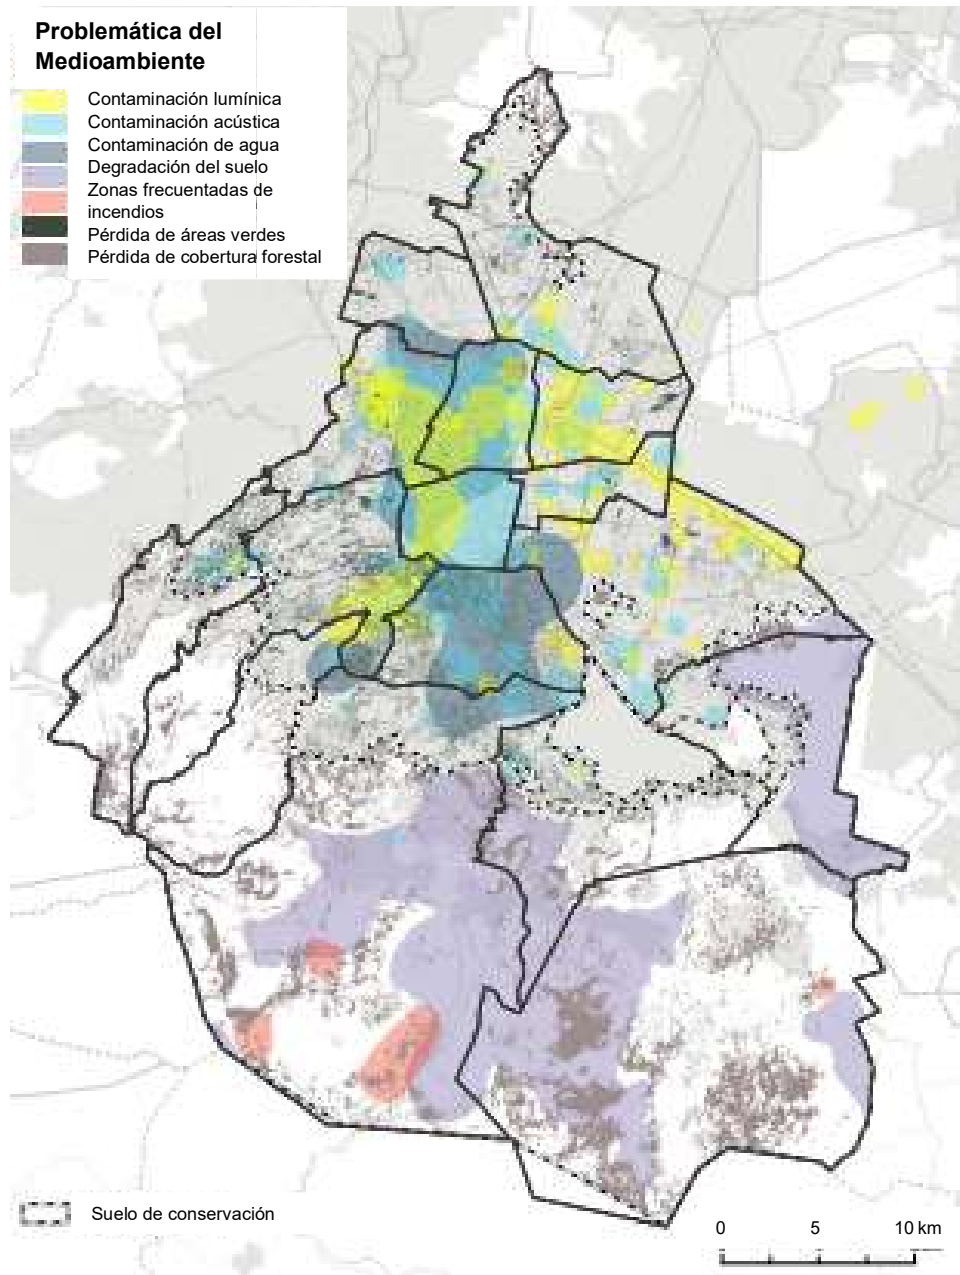 Problemática del
Medioambiente
Contaminación lumínica
Contaminación acústica
Contaminación de agua
Degradación del suelo
Zonas frecuentadas de
incendios
Pérdida de áreas verdes
Pérdida de cobertura forestal
Suelo de conservación
0 5 10 km